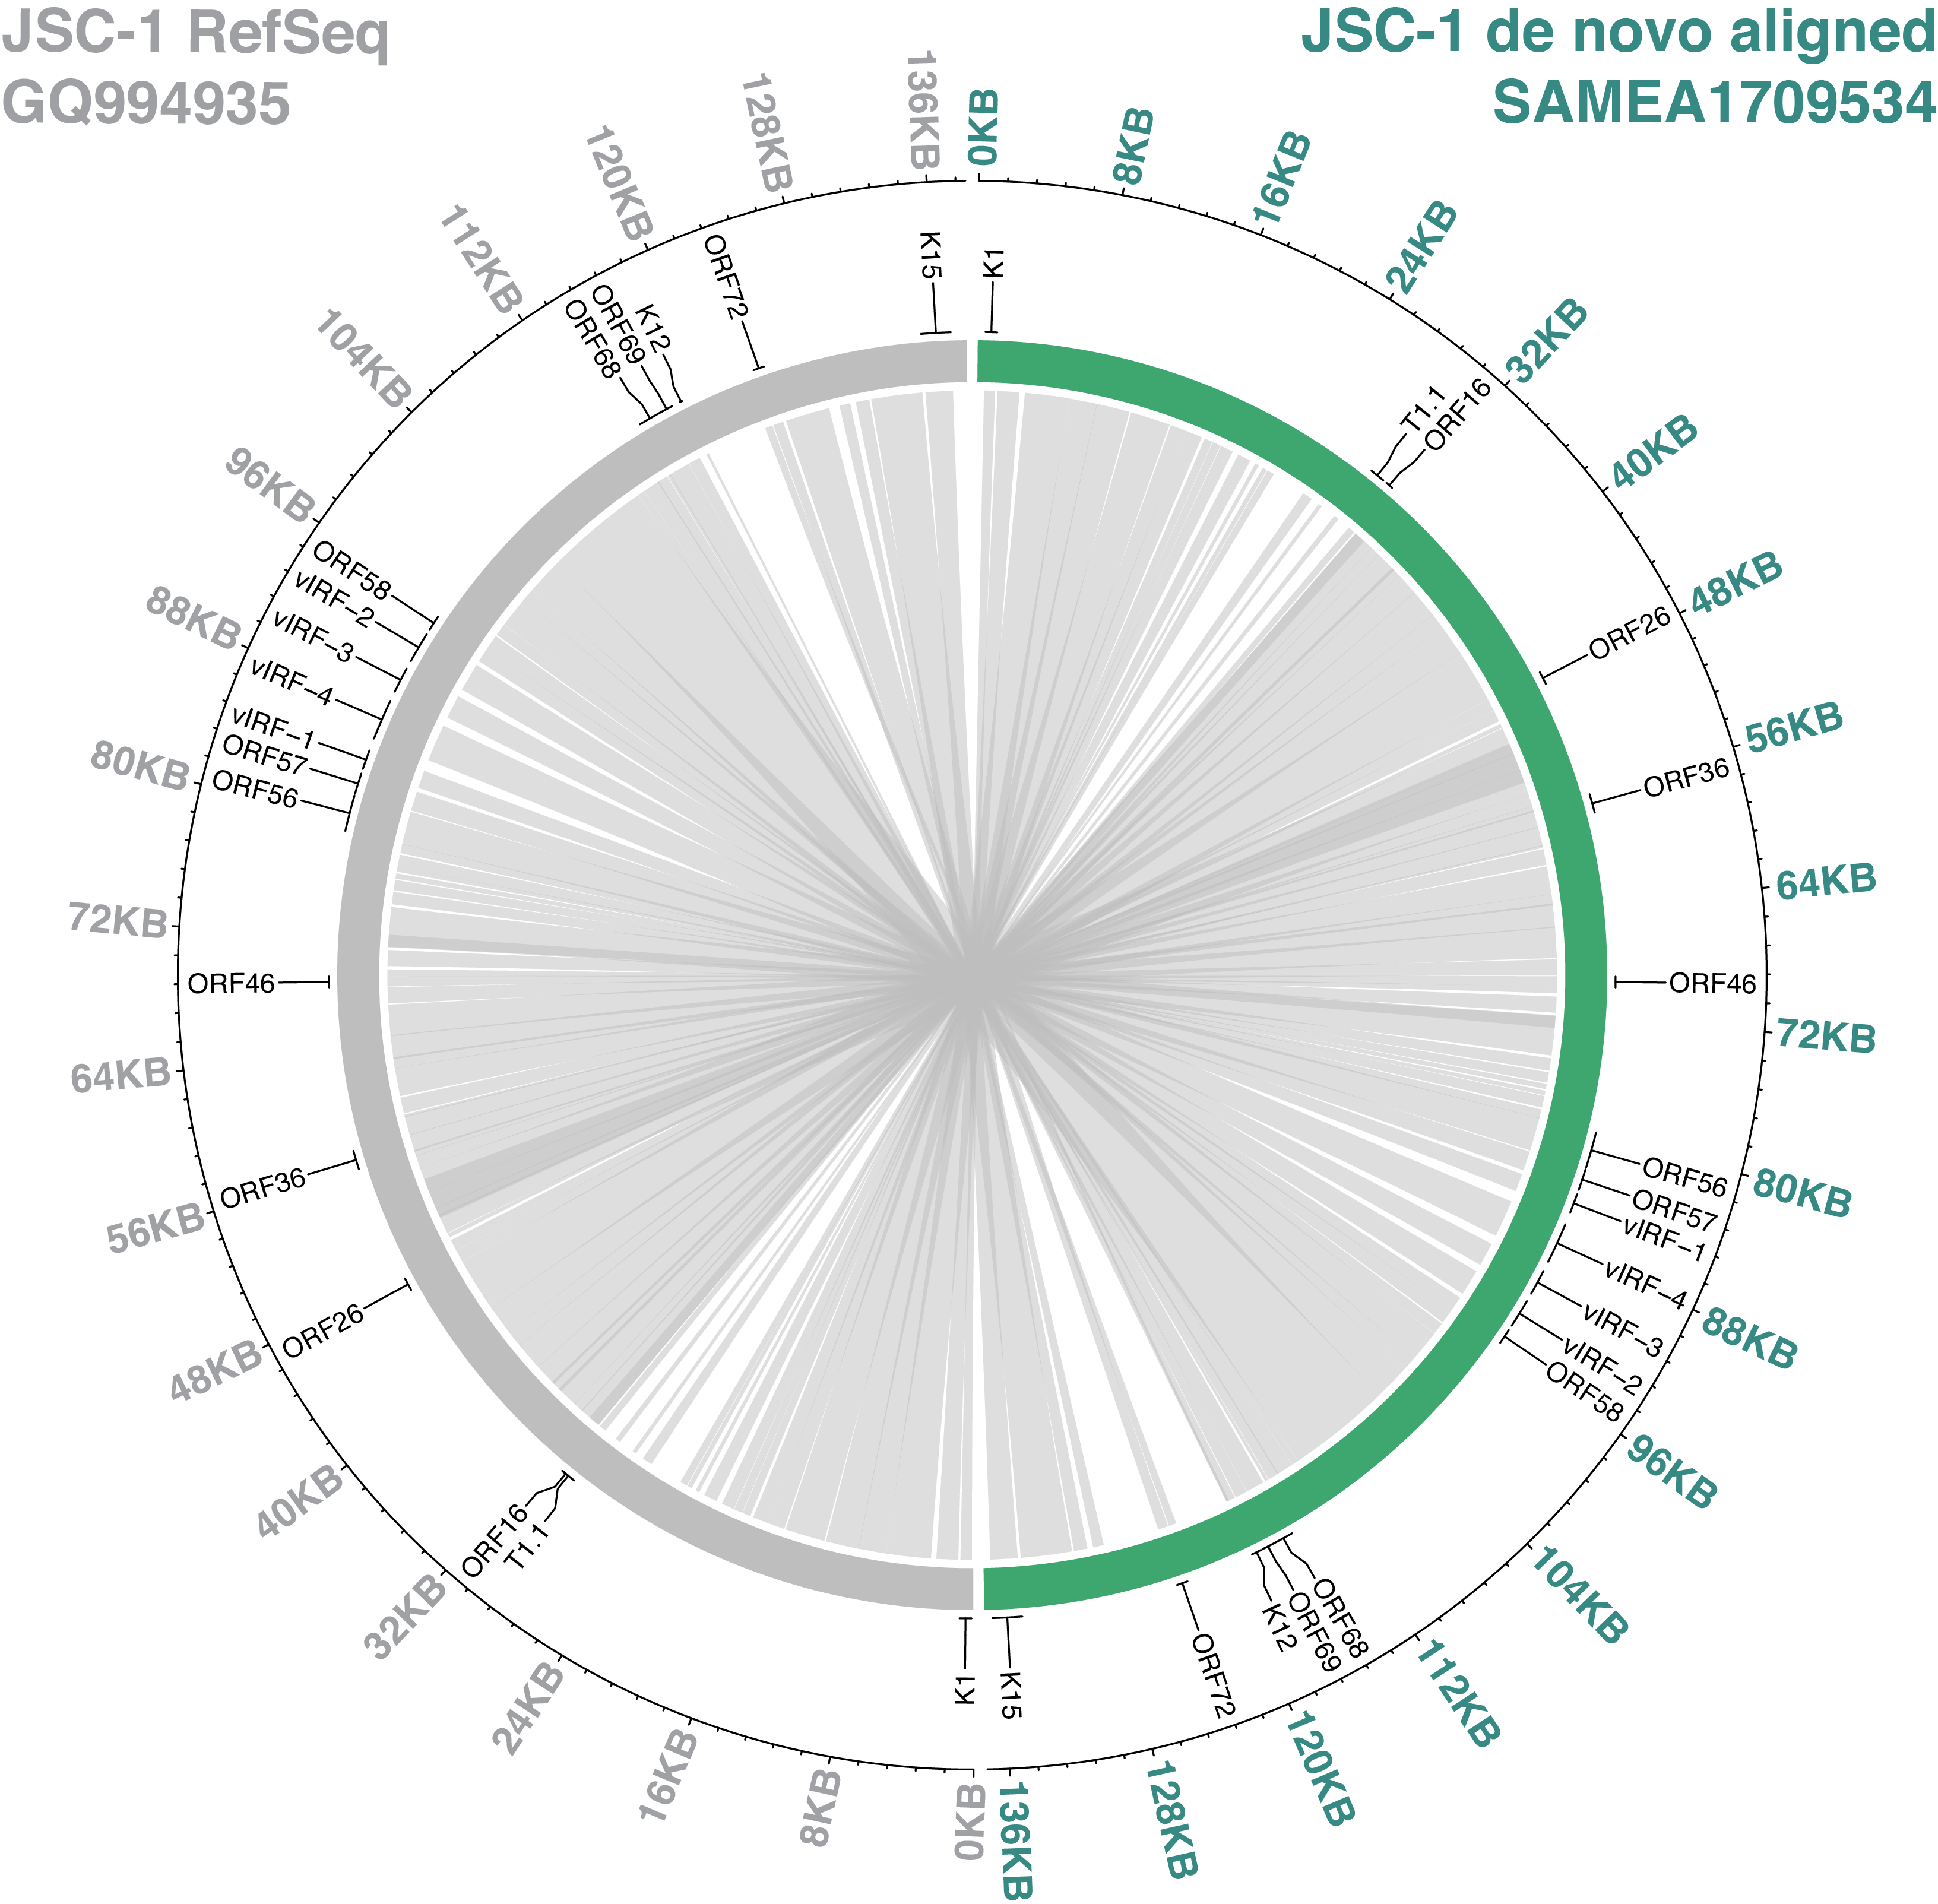 JSC-1 RefSeq
GQ994935
JSC-1 de novo aligned
SAMEA1709534
0KB
8KB
16KB
24KB
32KB
40KB
48KB
56KB
64KB
72KB
80KB
88KB
96KB
104KB
112KB
120KB
128KB
136KB
0KB
8KB
16KB
24KB
32KB
40KB
48KB
56KB
64KB
72KB
80KB
88KB
96KB
104KB
112KB
120KB
128KB
136KB
K1
T1.1
ORF16
ORF26
ORF36
ORF46
ORF56
ORF57
vIRF-1
vIRF-4
vIRF-3
vIRF-2
ORF58
ORF68
ORF69
K12
ORF72
K15
K1
T1.1
ORF16
ORF26
ORF36
ORF46
ORF56
ORF57
vIRF-1
vIRF-4
vIRF-3
vIRF-2
ORF58
ORF68
ORF69
K12
ORF72
K15